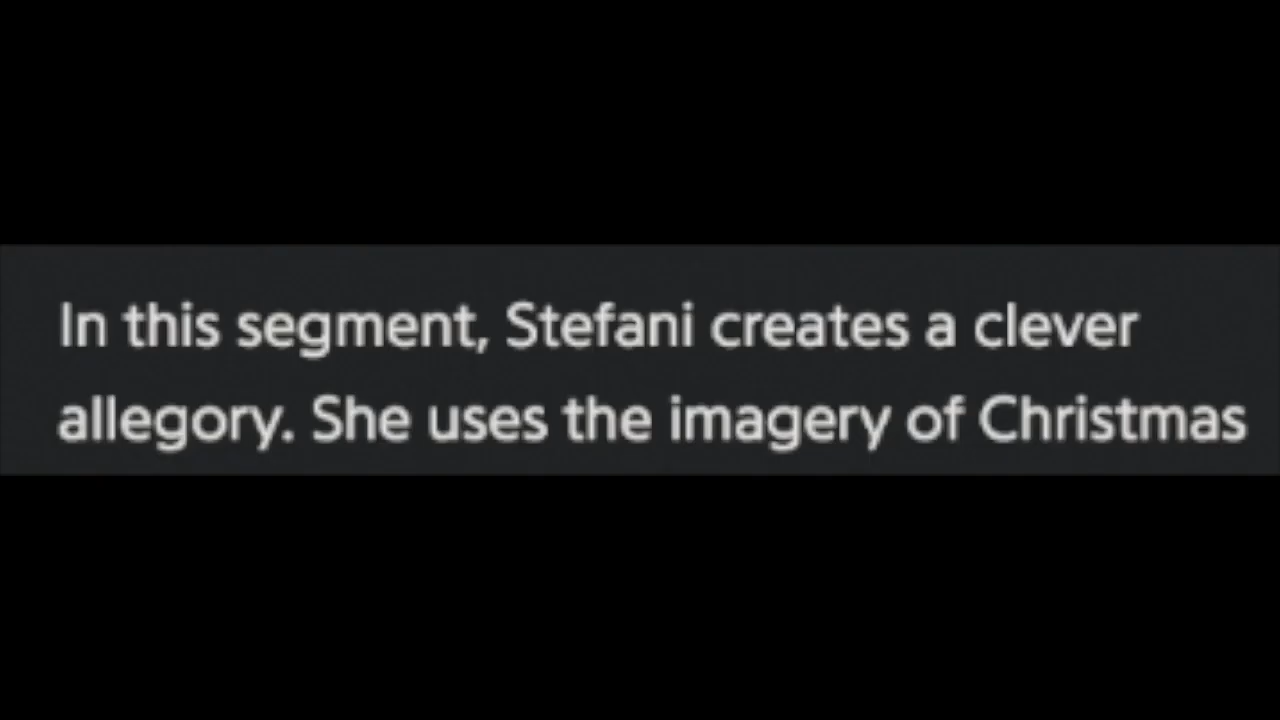 In this segment, Stefani creates a clever
allegory. She uses the imagery of Christmas